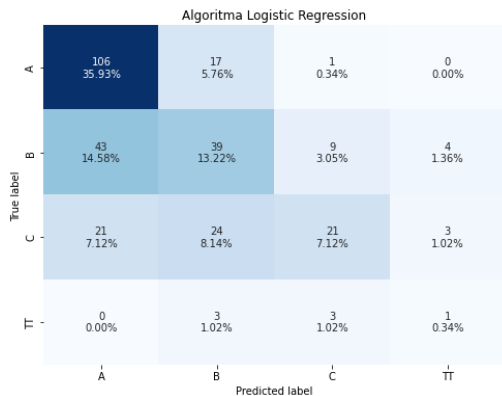 Algoritma Logistic Regression
A
106
35.93%
17
5.76%
1
0.34%
0
0.00%
B
43
14.58%
39
13.22%
9
3.05%
4
1.36%
C
21
7.12%
24
8.14%
21
7.12%
3
1.02%
TT
0
0.00%
3
1.02%
3
1.02%
1
0.34%
True label
A
B
C
TT
Predicted label